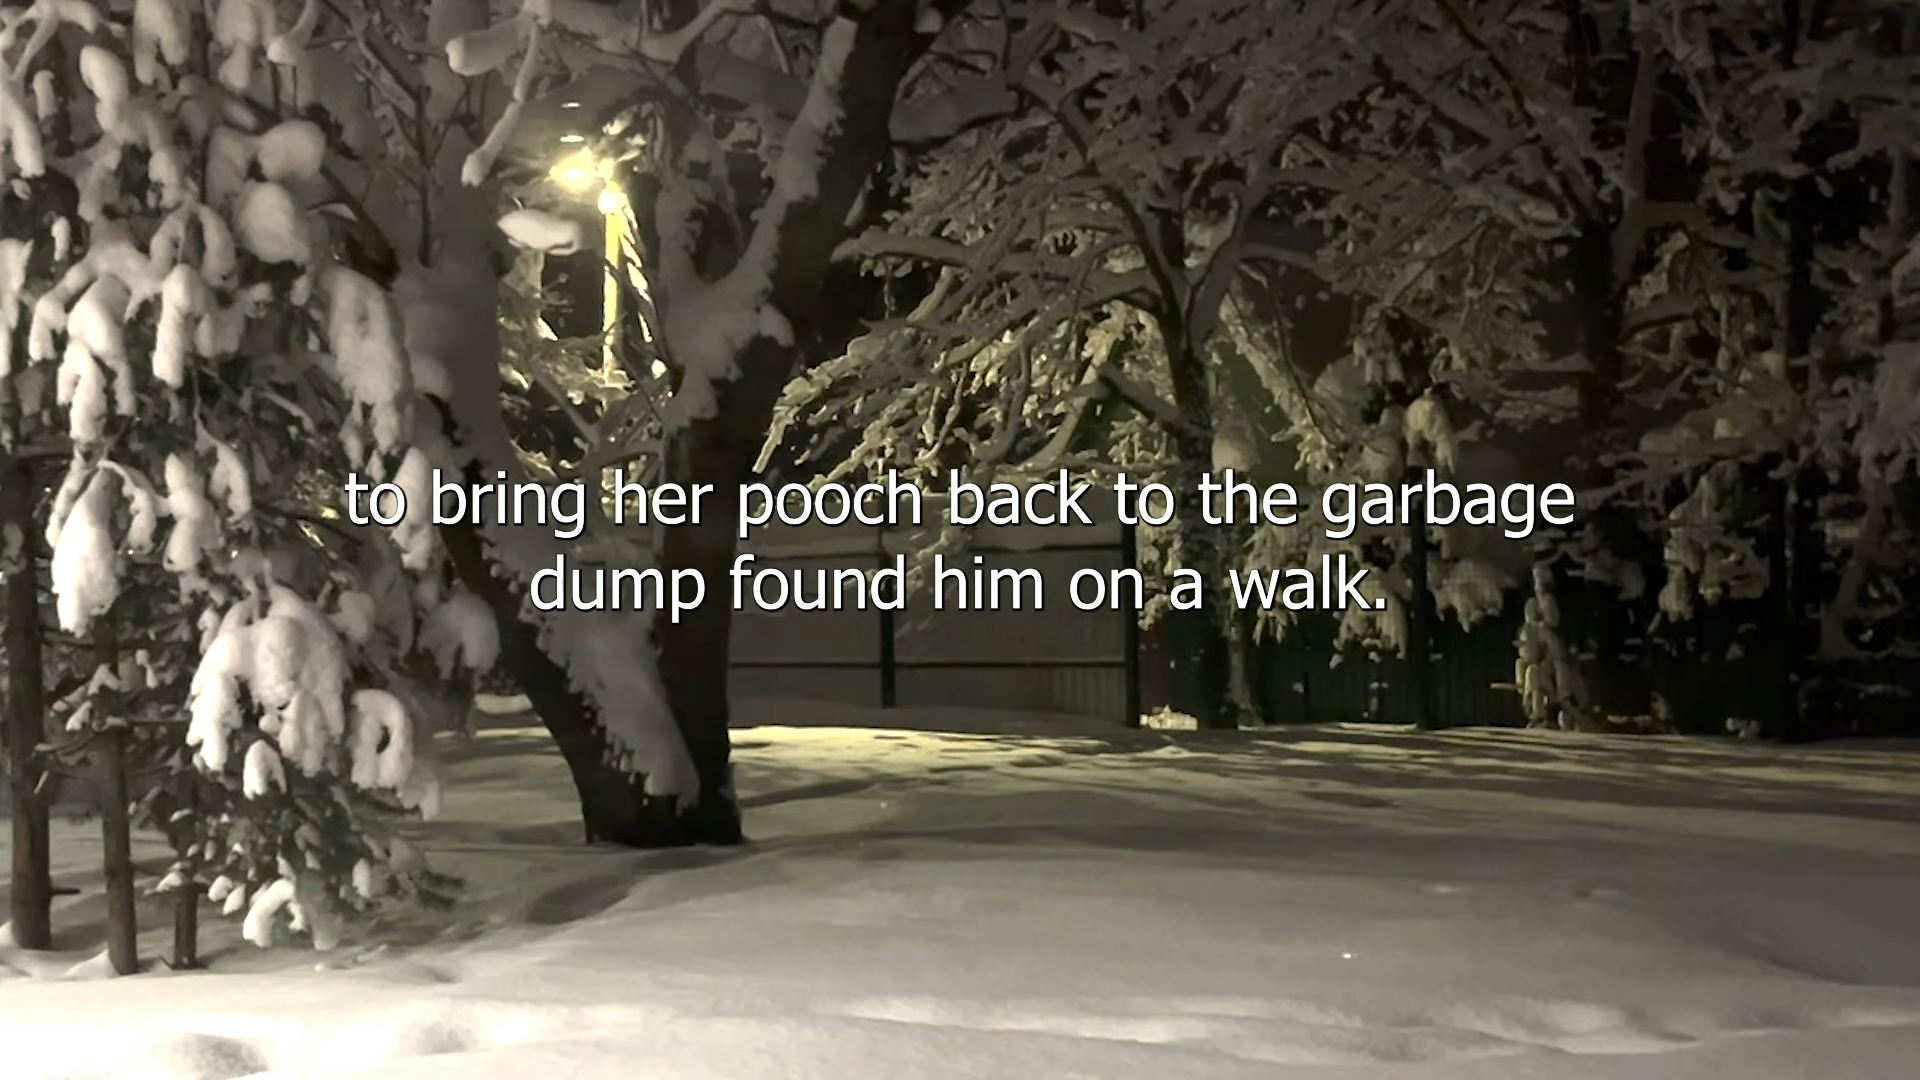 to bring her pooch back to the garbage
dump found him on a walk.